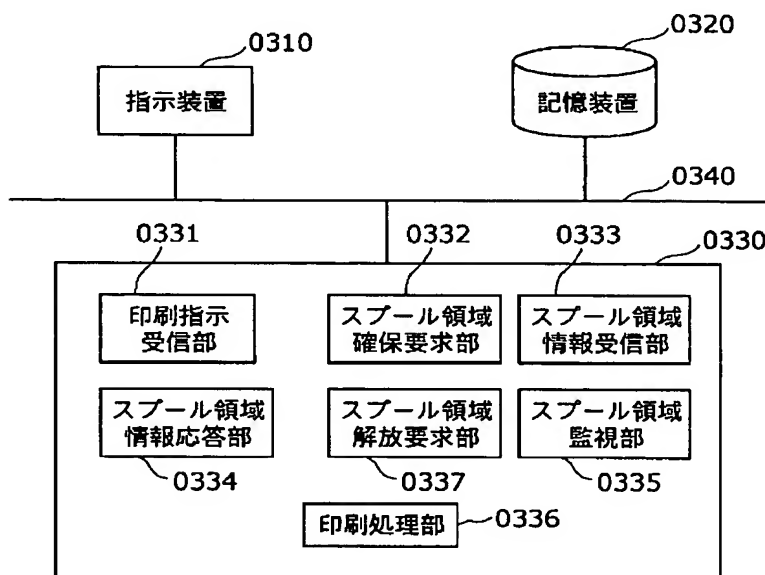 0310
0320
指示装置
記憶装置
0340
0331
0332
0333
0330
印刷指示
受信部
スプール領域
確保要求部
スプール領域
情報受信部
スプール領域
情報応答部
スプール領域
解放要求部
スプール領域
監視部
0334
0337
0335
印刷処理部
0336